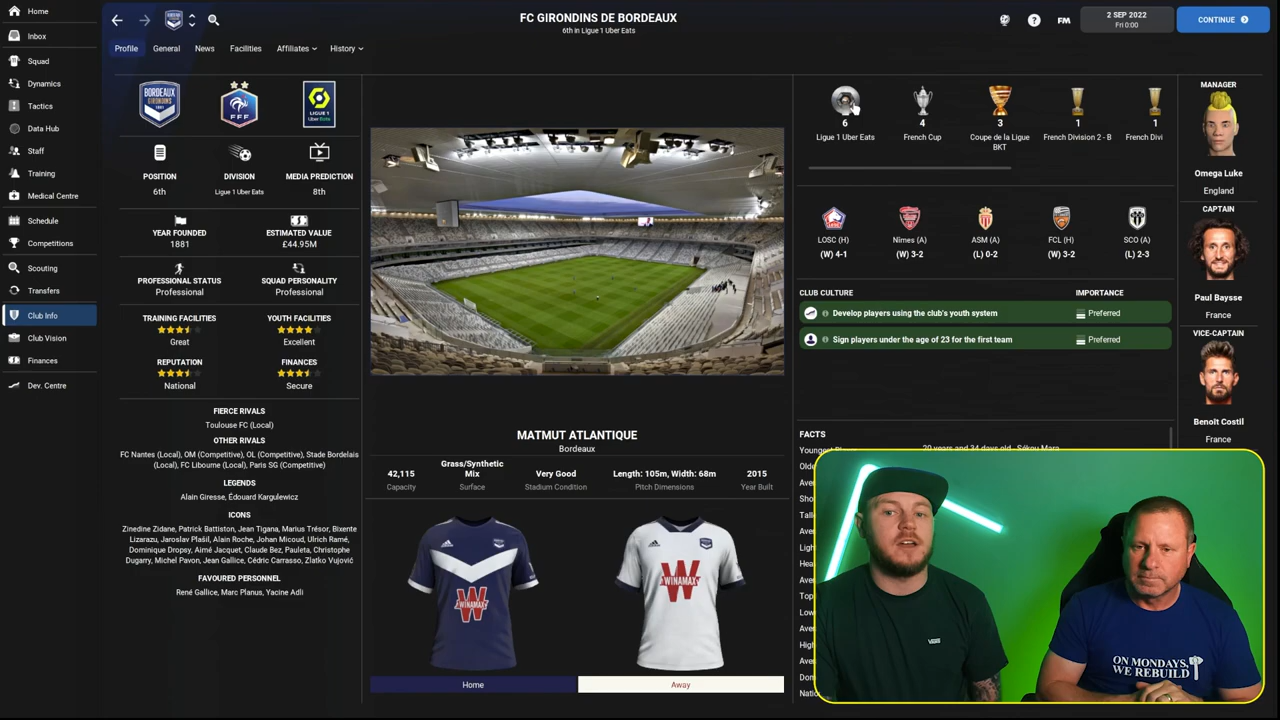 Home
Inbox
Squad
Dynamics
Tactics
Data Hub
Staff
Training
Medical Centre
Schedule
Competitions
Scouting
Transfers
Club Info
Club Vision
Finances
Dev. Centre
FC GIRONDINS DE BORDEAUX
6th in Ligue 1 Uber Eats
FM
2 SEP 2022
Fri 0:00
CONTINUE
Profile
General
News
Facilities
Affiliates
History
BORDEAUX
GIRONDINS
FFF
LIGUE 1
Uber Eats
POSITION
6th
DIVISION
Ligue 1 Uber Eats
MEDIA PREDICTION
8th
YEAR FOUNDED
1881
ESTIMATED VALUE
£44.95M
PROFESSIONAL STATUS
Professional
SQUAD PERSONALITY
Professional
TRAINING FACILITIES
Great
YOUTH FACILITIES
Excellent
REPUTATION
National
FINANCES
Secure
FIERCE RIVALS
Toulouse FC (Local)
OTHER RIVALS
FC Nantes (Local), OM (Competitive), OL (Competitive), Stade Bordelais
(Local), FC Libourne (Local), Paris SG (Competitive)
LEGENDS
Alain Giresse, Édouard Kargulewicz
ICONS
Zinedine Zidane, Patrick Battiston, Jean Tigana, Marius Trésor, Bixente
Lizarazu, Jaroslav Plašil, Alain Roche, Johan Micoud, Ulrich Ramé,
Dominique Dropsy, Aimé Jacquet, Claude Bez, Pauleta, Christophe
Dugarry, Michel Pavon, Jean Gallice, Cédric Carrasso, Zlatko Vujović
FAVOURED PERSONNEL
René Gallice, Marc Planus, Yacine Adli
MATMUT ATLANTIQUE
Bordeaux
42,115
Capacity
Grass/Synthetic
Mix
Surface
Very Good
Stadium Condition
Length: 105m, Width: 68m
Pitch Dimensions
2015
Year Built
WINAMAX
WINAMAX
Home
Away
6
Ligue 1 Uber Eats
4
French Cup
3
Coupe de la Ligue
BKT
1
French Division 2 - B
1
French Divi
LOSC (H)
(W) 4-1
Nîmes (A)
(W) 3-2
ASM (A)
(L) 0-2
FCL (H)
(W) 3-2
SCO (A)
(L) 2-3
CLUB CULTURE
IMPORTANCE
Develop players using the club's youth system
Preferred
Sign players under the age of 23 for the first team
Preferred
FACTS
MANAGER
Omega Luke
England
CAPTAIN
Paul Baysse
France
VICE-CAPTAIN
Benoît Costil
France
VANS
ON MONDAYS,
WE REBUILD